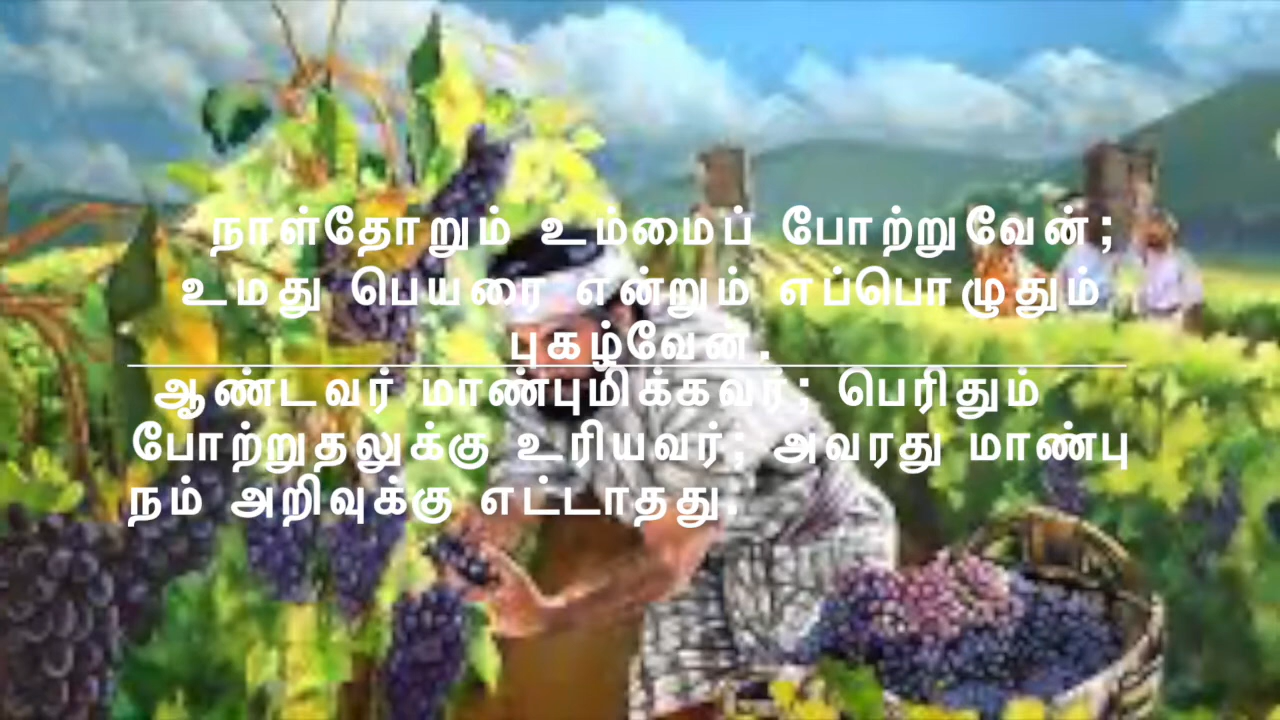 நாள்தோறும் உம்மைப் போற்றுவேன்;
உமது பெயரை என்றும் எப்பொழுதும்
புகழ்வேன்.
ஆண்டவர் மாண்புமிக்கவர்; பெரிதும்
போற்றுதலுக்கு உரியவர்; அவரது மாண்பு
நம் அறிவுக்கு எட்டாதது.